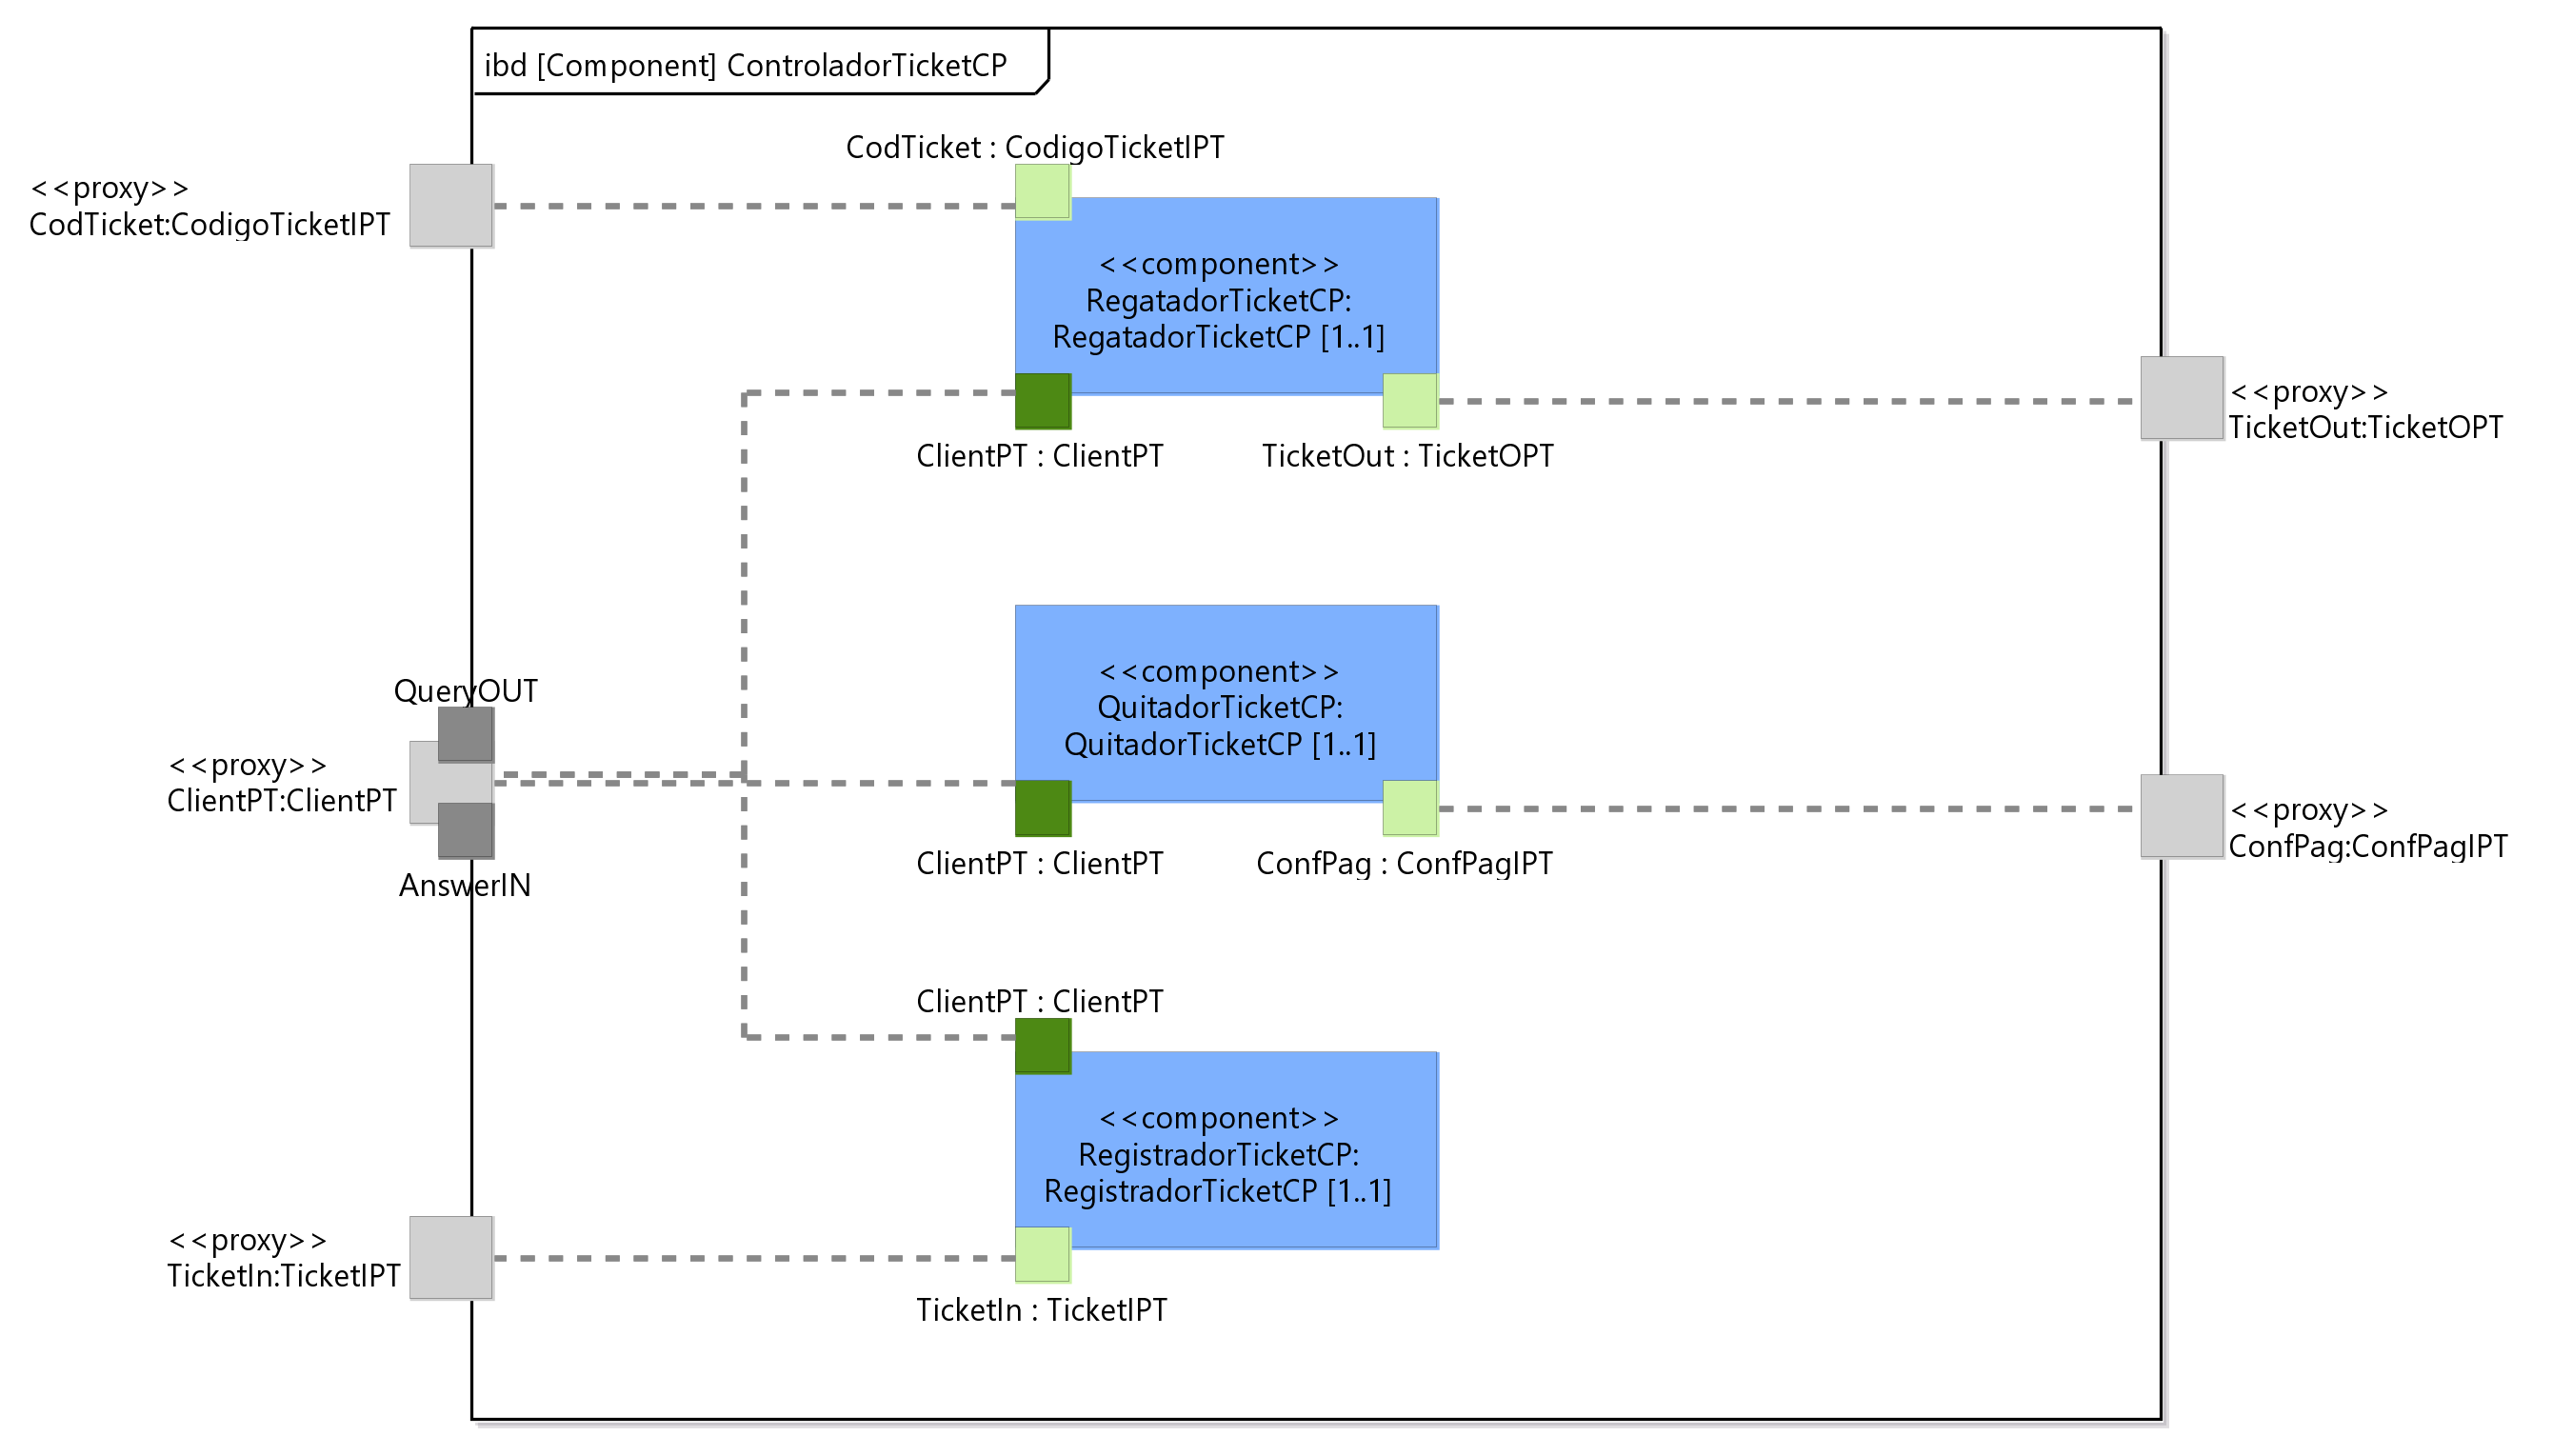 ibd [Component] ControladorTicketCP
CodTicket : CodigoTicketIPT
<<proxy>>
CodTicket:CodigoTicketIPT
<<component>>
RegatadorTicketCP:
RegatadorTicketCP [1..1]
<<proxy>>
TicketOut:TicketOPT
ClientPT : ClientPT
TicketOut : TicketOPT
QueryOUT
<<component>>
QuitadorTicketCP:
QuitadorTicketCP [1..1]
<<proxy>>
ClientPT:ClientPT
<<proxy>>
ConfPag:ConfPagIPT
AnswerIN
ClientPT : ClientPT
ConfPag : ConfPagIPT
ClientPT : ClientPT
<<component>>
RegistradorTicketCP:
RegistradorTicketCP [1..1]
<<proxy>>
TicketIn:TicketIPT
TicketIn : TicketIPT